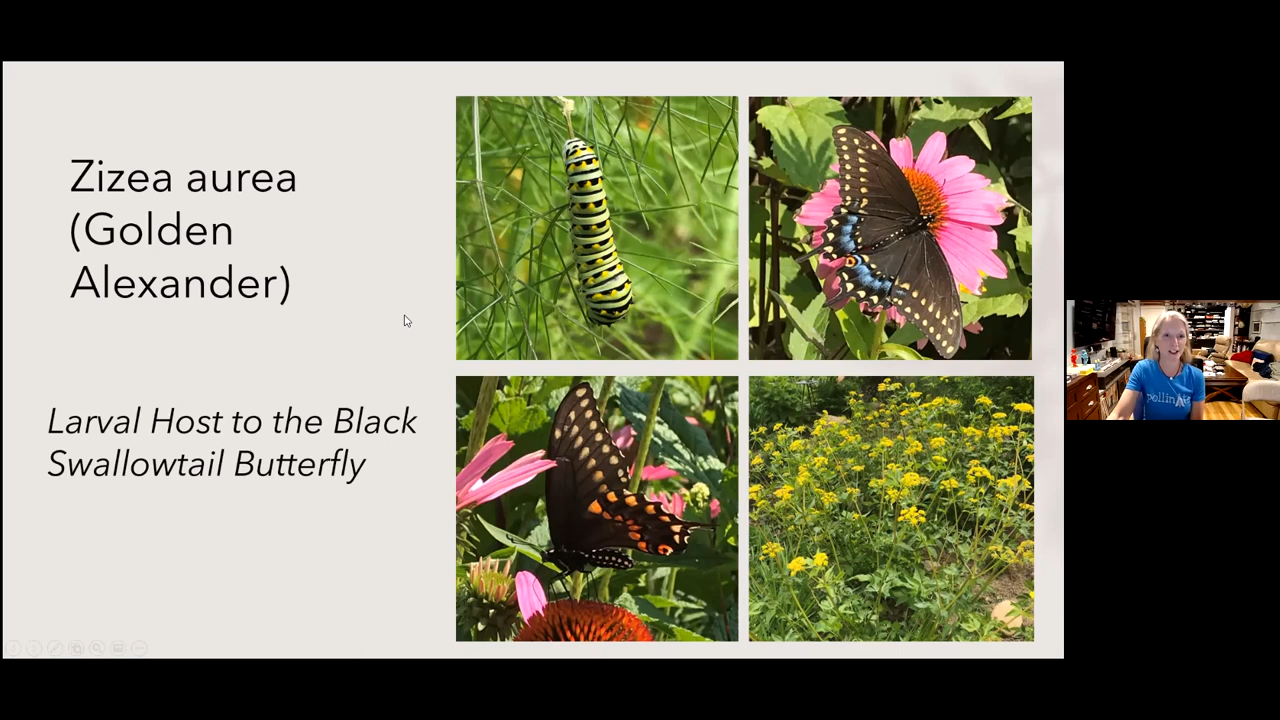 Zizea aurea
(Golden
Alexander)
Larval Host to the Black
Swallowtail Butterfly